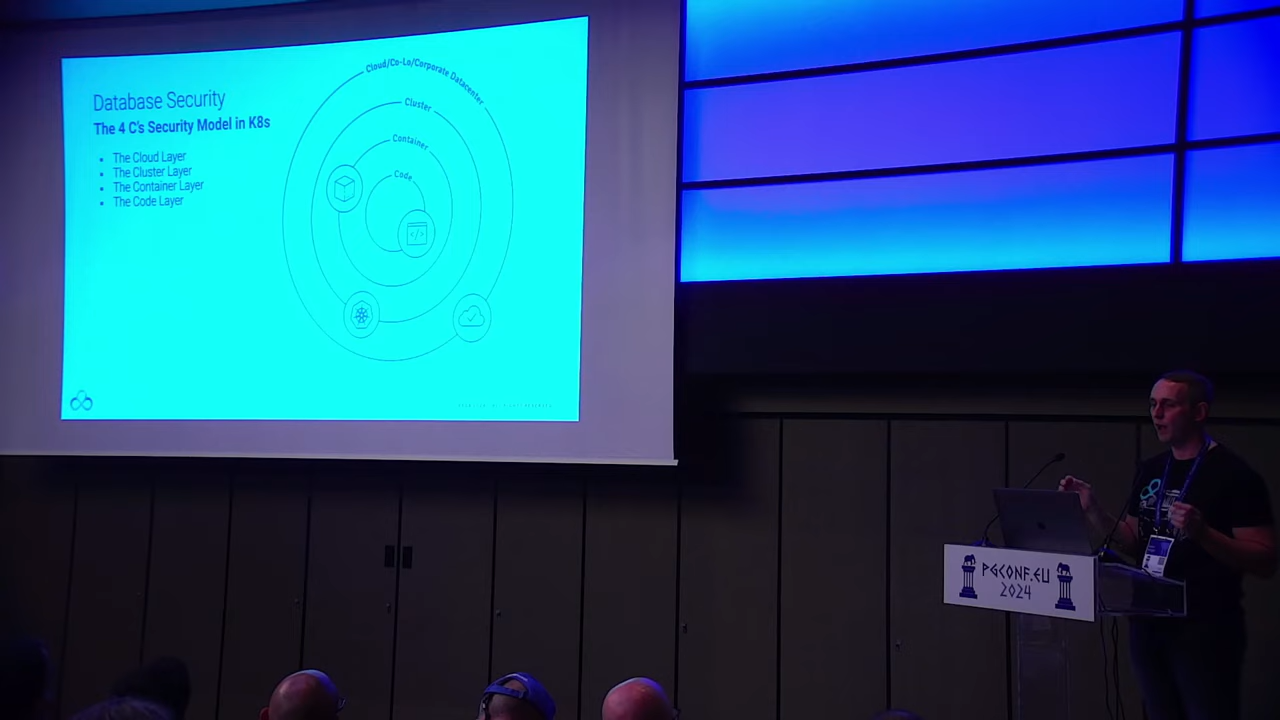 Database Security
The 4 C's Security Model in K8s
• The Cloud Layer
• The Cluster Layer
• The Container Layer
• The Code Layer
Cloud/Co-Lo/Corporate Datacenter
Cluster
Container
Code
</>
PGCONF.EU
2024